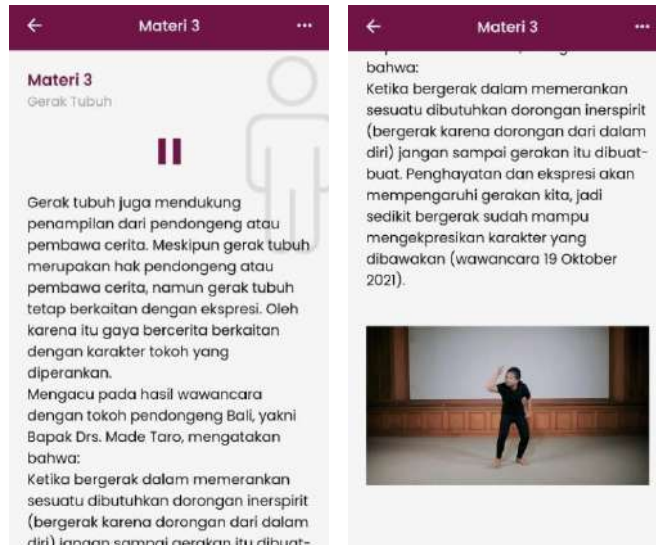 Materi 3
Materi 3
Gerak Tubuh
Gerak tubuh juga mendukung
penampilan dari pendongeng atau
pembawa cerita. Meskipun gerak tubuh
merupakan hak pendongeng atau
pembawa cerita, namun gerak tubuh
tetap berkaitan dengan ekspresi. Oleh
karena itu gaya bercerita berkaitan
dengan karakter tokoh yang
diperankan.
Mengacu pada hasil wawancara
dengan tokoh pendongeng Bali, yakni
Bapak Drs. Made Taro, mengatakan
bahwa:
Ketika bergerak dalam memerankan
sesuatu dibutuhkan dorongan inerspirit
(bergerak karena dorongan dari dalam
diri) jangan sampai gerakan itu dibuat-
Materi 3
bahwa:
Ketika bergerak dalam memerankan
sesuatu dibutuhkan dorongan inerspirit
(bergerak karena dorongan dari dalam
diri) jangan sampai gerakan itu dibuat-
buat. Penghayatan dan ekspresi akan
mempengaruhi gerakan kita, jadi
sedikit bergerak sudah mampu
mengekpresikan karakter yang
dibawakan (wawancara 19 Oktober
2021).